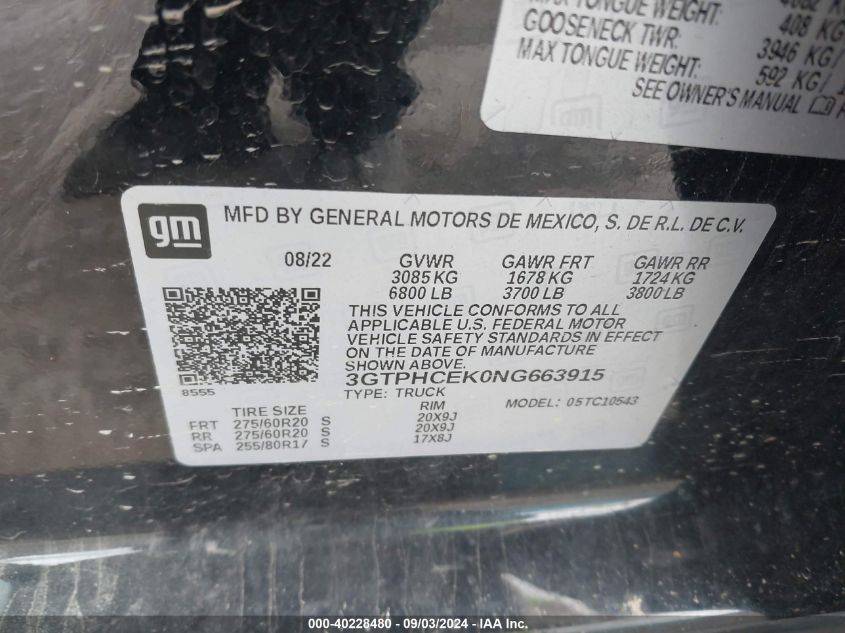 MAX TONGUE WEIGHT:
408 KG
GOOSENECK TWR:
3946 KG/
MAX TONGUE WEIGHT:
592 KG/
SEE OWNER'S MANUAL
gm
MFD BY GENERAL MOTORS DE MEXICO, S. DE R.L. DE C.V.
08/22 GVWR GAWR FRT GAWR RR
3085 KG 1678 KG 1724 KG
6800 LB 3700 LB 3800 LB
THIS VEHICLE CONFORMS TO ALL
APPLICABLE U.S. FEDERAL MOTOR
VEHICLE SAFETY STANDARDS IN EFFECT
ON THE DATE OF MANUFACTURE
SHOWN ABOVE.
3GTPHCEK0NG663915
8555
TYPE: TRUCK MODEL: 05TC10543
TIRE SIZE RIM
FRT 275/60R20 S 20X9J
RR 275/60R20 S 20X9J
SPA 255/80R17 S 17X8J
000-40228480 - 09/03/2024 - IAA Inc.